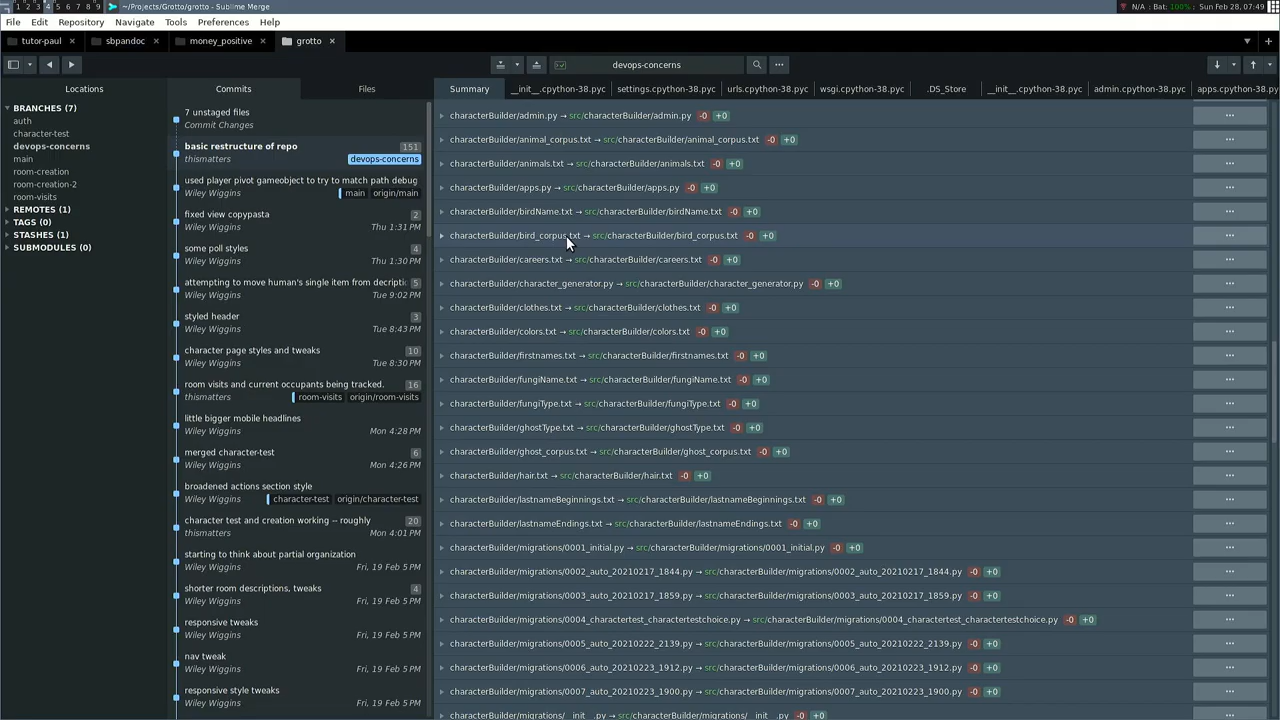 1 2 3 4 5 6 7 8 9 ~/Projects/Grotto/grotto - Sublime Merge N/A : Bat: 100% : Sun Feb 28, 07:49
File Edit Repository Navigate Tools Preferences Help
tutor-paul × sbpandoc × money_positive × grotto ×
devops-concerns
Locations Commits Files Summary __init__.cpython-38.pyc settings.cpython-38.pyc urls.cpython-38.pyc wsgi.cpython-38.pyc .DS_Store __init__.cpython-38.pyc admin.cpython-38.pyc apps.cpython-38.py
BRANCHES (7)
auth
character-test
devops-concerns
main
room-creation
room-creation-2
room-visits
REMOTES (1)
TAGS (0)
STASHES (1)
SUBMODULES (0)
7 unstaged files
Commit Changes
basic restructure of repo 151
thismatters devops-concerns
used player pivot gameobject to try to match path debug
Wiley Wiggins main origin/main
fixed view copypasta 2
Wiley Wiggins Thu 1:31 PM
some poll styles 4
Wiley Wiggins Thu 1:30 PM
attempting to move human's single item from decripti 5
Wiley Wiggins Tue 9:02 PM
styled header 3
Wiley Wiggins Tue 8:43 PM
character page styles and tweaks 10
Wiley Wiggins Tue 8:30 PM
room visits and current occupants being tracked. 16
thismatters room-visits origin/room-visits
little bigger mobile headlines
Wiley Wiggins Mon 4:28 PM
merged character-test 6
Wiley Wiggins Mon 4:26 PM
broadened actions section style
Wiley Wiggins character-test origin/character-test
character test and creation working -- roughly 20
thismatters Mon 4:01 PM
starting to think about partial organization
Wiley Wiggins Fri, 19 Feb 5 PM
shorter room descriptions, tweaks 4
Wiley Wiggins Fri, 19 Feb 5 PM
responsive tweaks
Wiley Wiggins Fri, 19 Feb 5 PM
nav tweak
Wiley Wiggins Fri, 19 Feb 5 PM
responsive style tweaks
Wiley Wiggins Fri, 19 Feb 5 PM
characterBuilder/admin.py → src/characterBuilder/admin.py -0 +0
characterBuilder/animal_corpus.txt → src/characterBuilder/animal_corpus.txt -0 +0
characterBuilder/animals.txt → src/characterBuilder/animals.txt -0 +0
characterBuilder/apps.py → src/characterBuilder/apps.py -0 +0
characterBuilder/birdName.txt → src/characterBuilder/birdName.txt -0 +0
characterBuilder/bird_corpus.txt → src/characterBuilder/bird_corpus.txt -0 +0
characterBuilder/careers.txt → src/characterBuilder/careers.txt -0 +0
characterBuilder/character_generator.py → src/characterBuilder/character_generator.py -0 +0
characterBuilder/clothes.txt → src/characterBuilder/clothes.txt -0 +0
characterBuilder/colors.txt → src/characterBuilder/colors.txt -0 +0
characterBuilder/firstnames.txt → src/characterBuilder/firstnames.txt -0 +0
characterBuilder/fungiName.txt → src/characterBuilder/fungiName.txt -0 +0
characterBuilder/fungiType.txt → src/characterBuilder/fungiType.txt -0 +0
characterBuilder/ghostType.txt → src/characterBuilder/ghostType.txt -0 +0
characterBuilder/ghost_corpus.txt → src/characterBuilder/ghost_corpus.txt -0 +0
characterBuilder/hair.txt → src/characterBuilder/hair.txt -0 +0
characterBuilder/lastnameBeginnings.txt → src/characterBuilder/lastnameBeginnings.txt -0 +0
characterBuilder/lastnameEndings.txt → src/characterBuilder/lastnameEndings.txt -0 +0
characterBuilder/migrations/0001_initial.py → src/characterBuilder/migrations/0001_initial.py -0 +0
characterBuilder/migrations/0002_auto_20210217_1844.py → src/characterBuilder/migrations/0002_auto_20210217_1844.py -0 +0
characterBuilder/migrations/0003_auto_20210217_1859.py → src/characterBuilder/migrations/0003_auto_20210217_1859.py -0 +0
characterBuilder/migrations/0004_charactertest_charactertestchoice.py → src/characterBuilder/migrations/0004_charactertest_charactertestchoice.py -0 +0
characterBuilder/migrations/0005_auto_20210222_2139.py → src/characterBuilder/migrations/0005_auto_20210222_2139.py -0 +0
characterBuilder/migrations/0006_auto_20210223_1912.py → src/characterBuilder/migrations/0006_auto_20210223_1912.py -0 +0
characterBuilder/migrations/0007_auto_20210223_1900.py → src/characterBuilder/migrations/0007_auto_20210223_1900.py -0 +0
characterBuilder/migrations/__init__.py → src/characterBuilder/migrations/__init__.py -0 +0